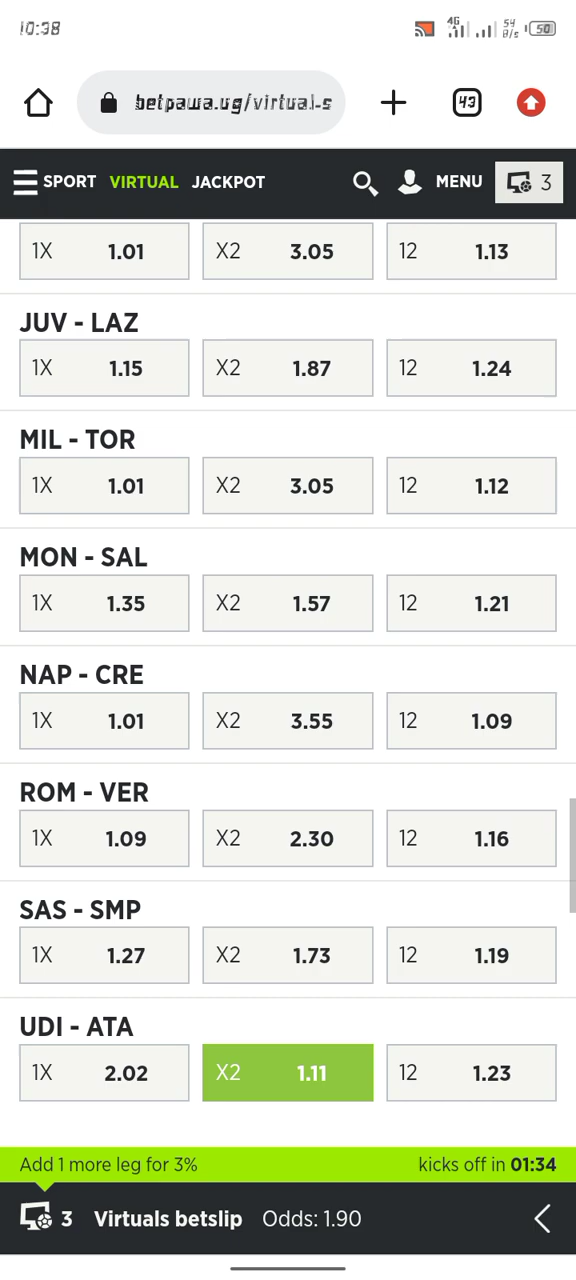 10:38
4G
54 B/s
50
betpawa.ug/virtual-s
43
SPORT VIRTUAL JACKPOT MENU 3
1X 1.01 X2 3.05 12 1.13
JUV - LAZ
1X 1.15 X2 1.87 12 1.24
MIL - TOR
1X 1.01 X2 3.05 12 1.12
MON - SAL
1X 1.35 X2 1.57 12 1.21
NAP - CRE
1X 1.01 X2 3.55 12 1.09
ROM - VER
1X 1.09 X2 2.30 12 1.16
SAS - SMP
1X 1.27 X2 1.73 12 1.19
UDI - ATA
1X 2.02 X2 1.11 12 1.23
Add 1 more leg for 3% kicks off in 01:34
3 Virtuals betslip Odds: 1.90